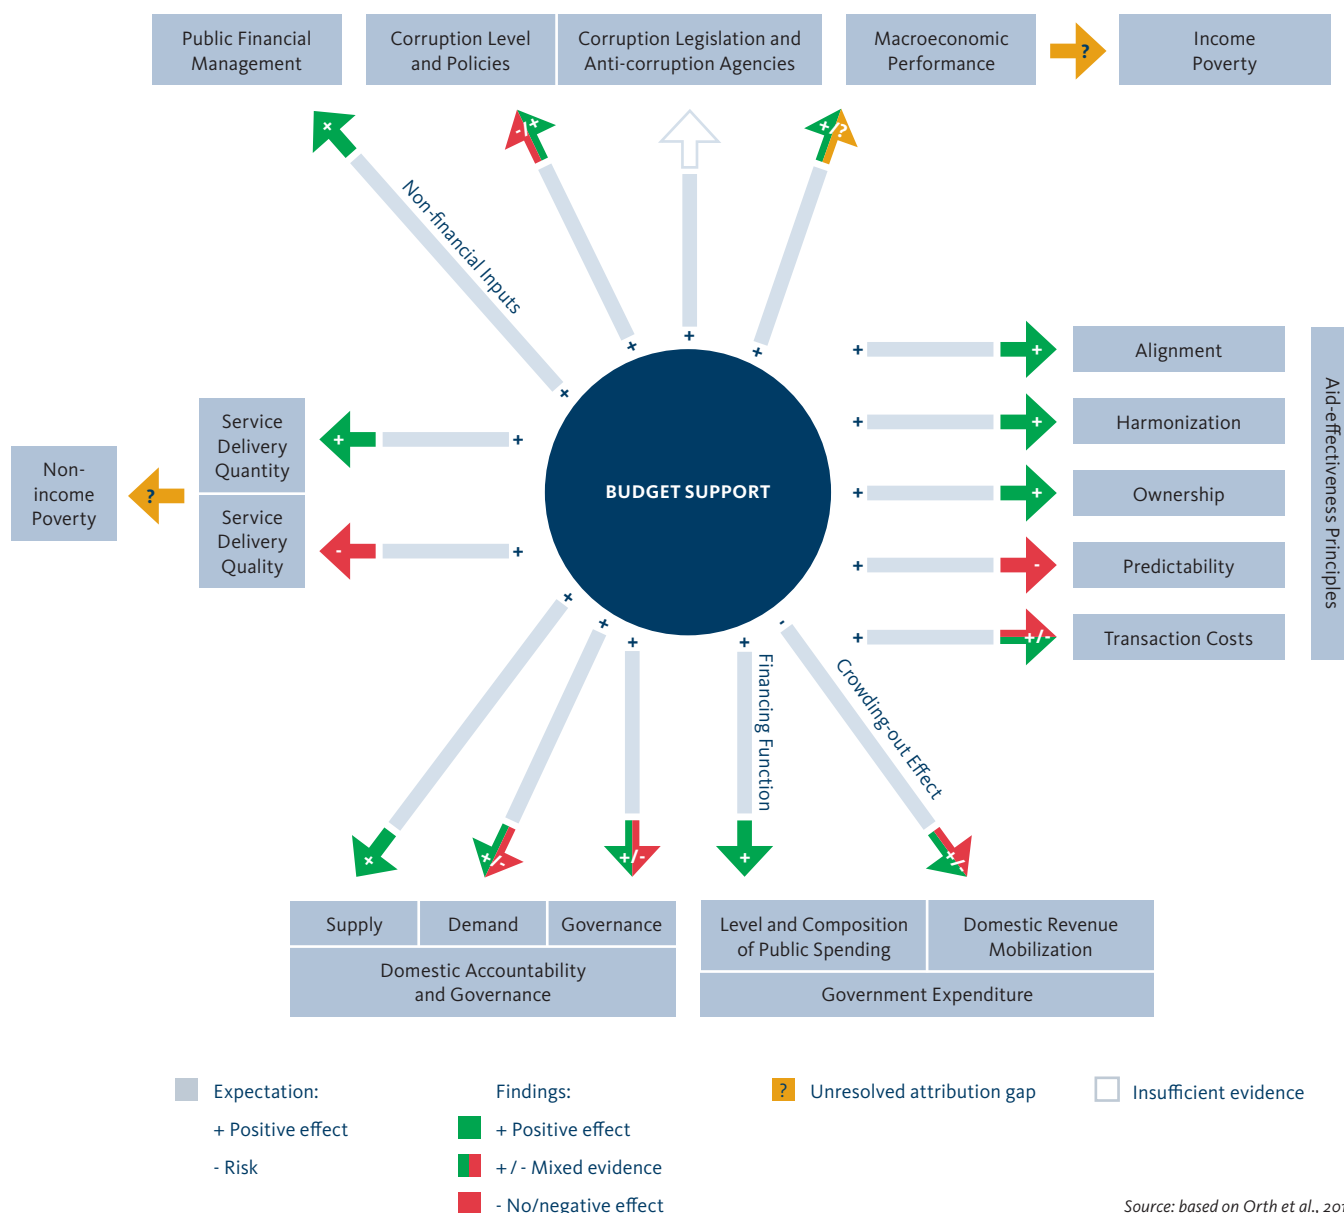 Public Financial
Management
Corruption Level
and Policies
Corruption Legislation and
Anti-corruption Agencies
Macroeconomic
Performance
?
Income
Poverty
+
-/+
+/?
Non-financial Inputs
+
+
+
+
+
+
Alignment
+
+
Harmonization
+
+
Ownership
+
-
Predictability
+
+/-
Transaction Costs
Aid-effectiveness Principles
Non-
income
Poverty
?
Service
Delivery
Quantity
+
+
Service
Delivery
Quality
-
+
BUDGET SUPPORT
+
+
+
+
-
Financing Function
Crowding-out Effect
+
+/-
+/-
+
+/-
Supply
Demand
Governance
Domestic Accountability
and Governance
Level and Composition
of Public Spending
Domestic Revenue
Mobilization
Government Expenditure
Expectation:
+ Positive effect
- Risk
Findings:
+ Positive effect
+ / - Mixed evidence
- No/negative effect
? Unresolved attribution gap
Insufficient evidence
Source: based on Orth et al.,